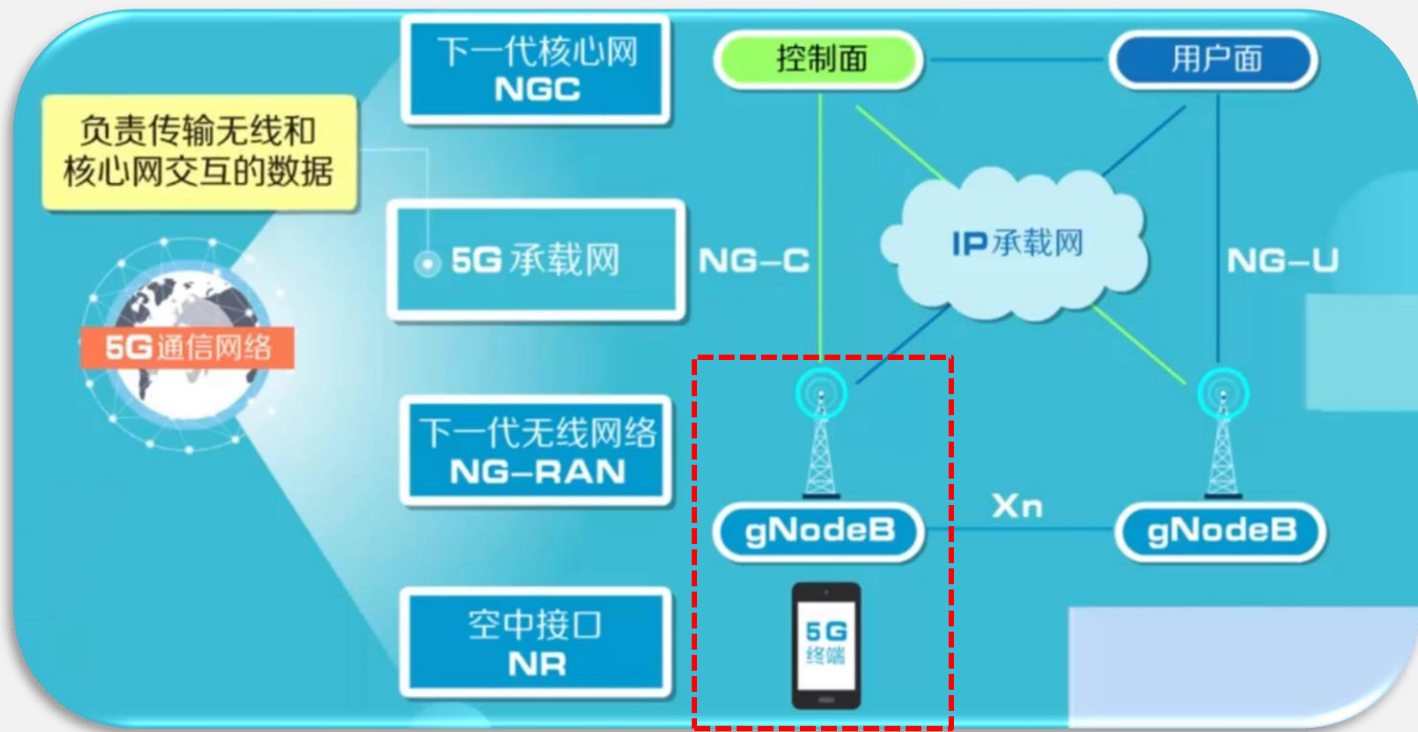 下一代核心网
NGC
控制面
用户面
负责传输无线和
核心网交互的数据
5G 承载网
NG-C
IP承载网
NG-U
5G通信网络
下一代无线网络
NG-RAN
gNodeB
Xn
gNodeB
空中接口
NR
5G
终端